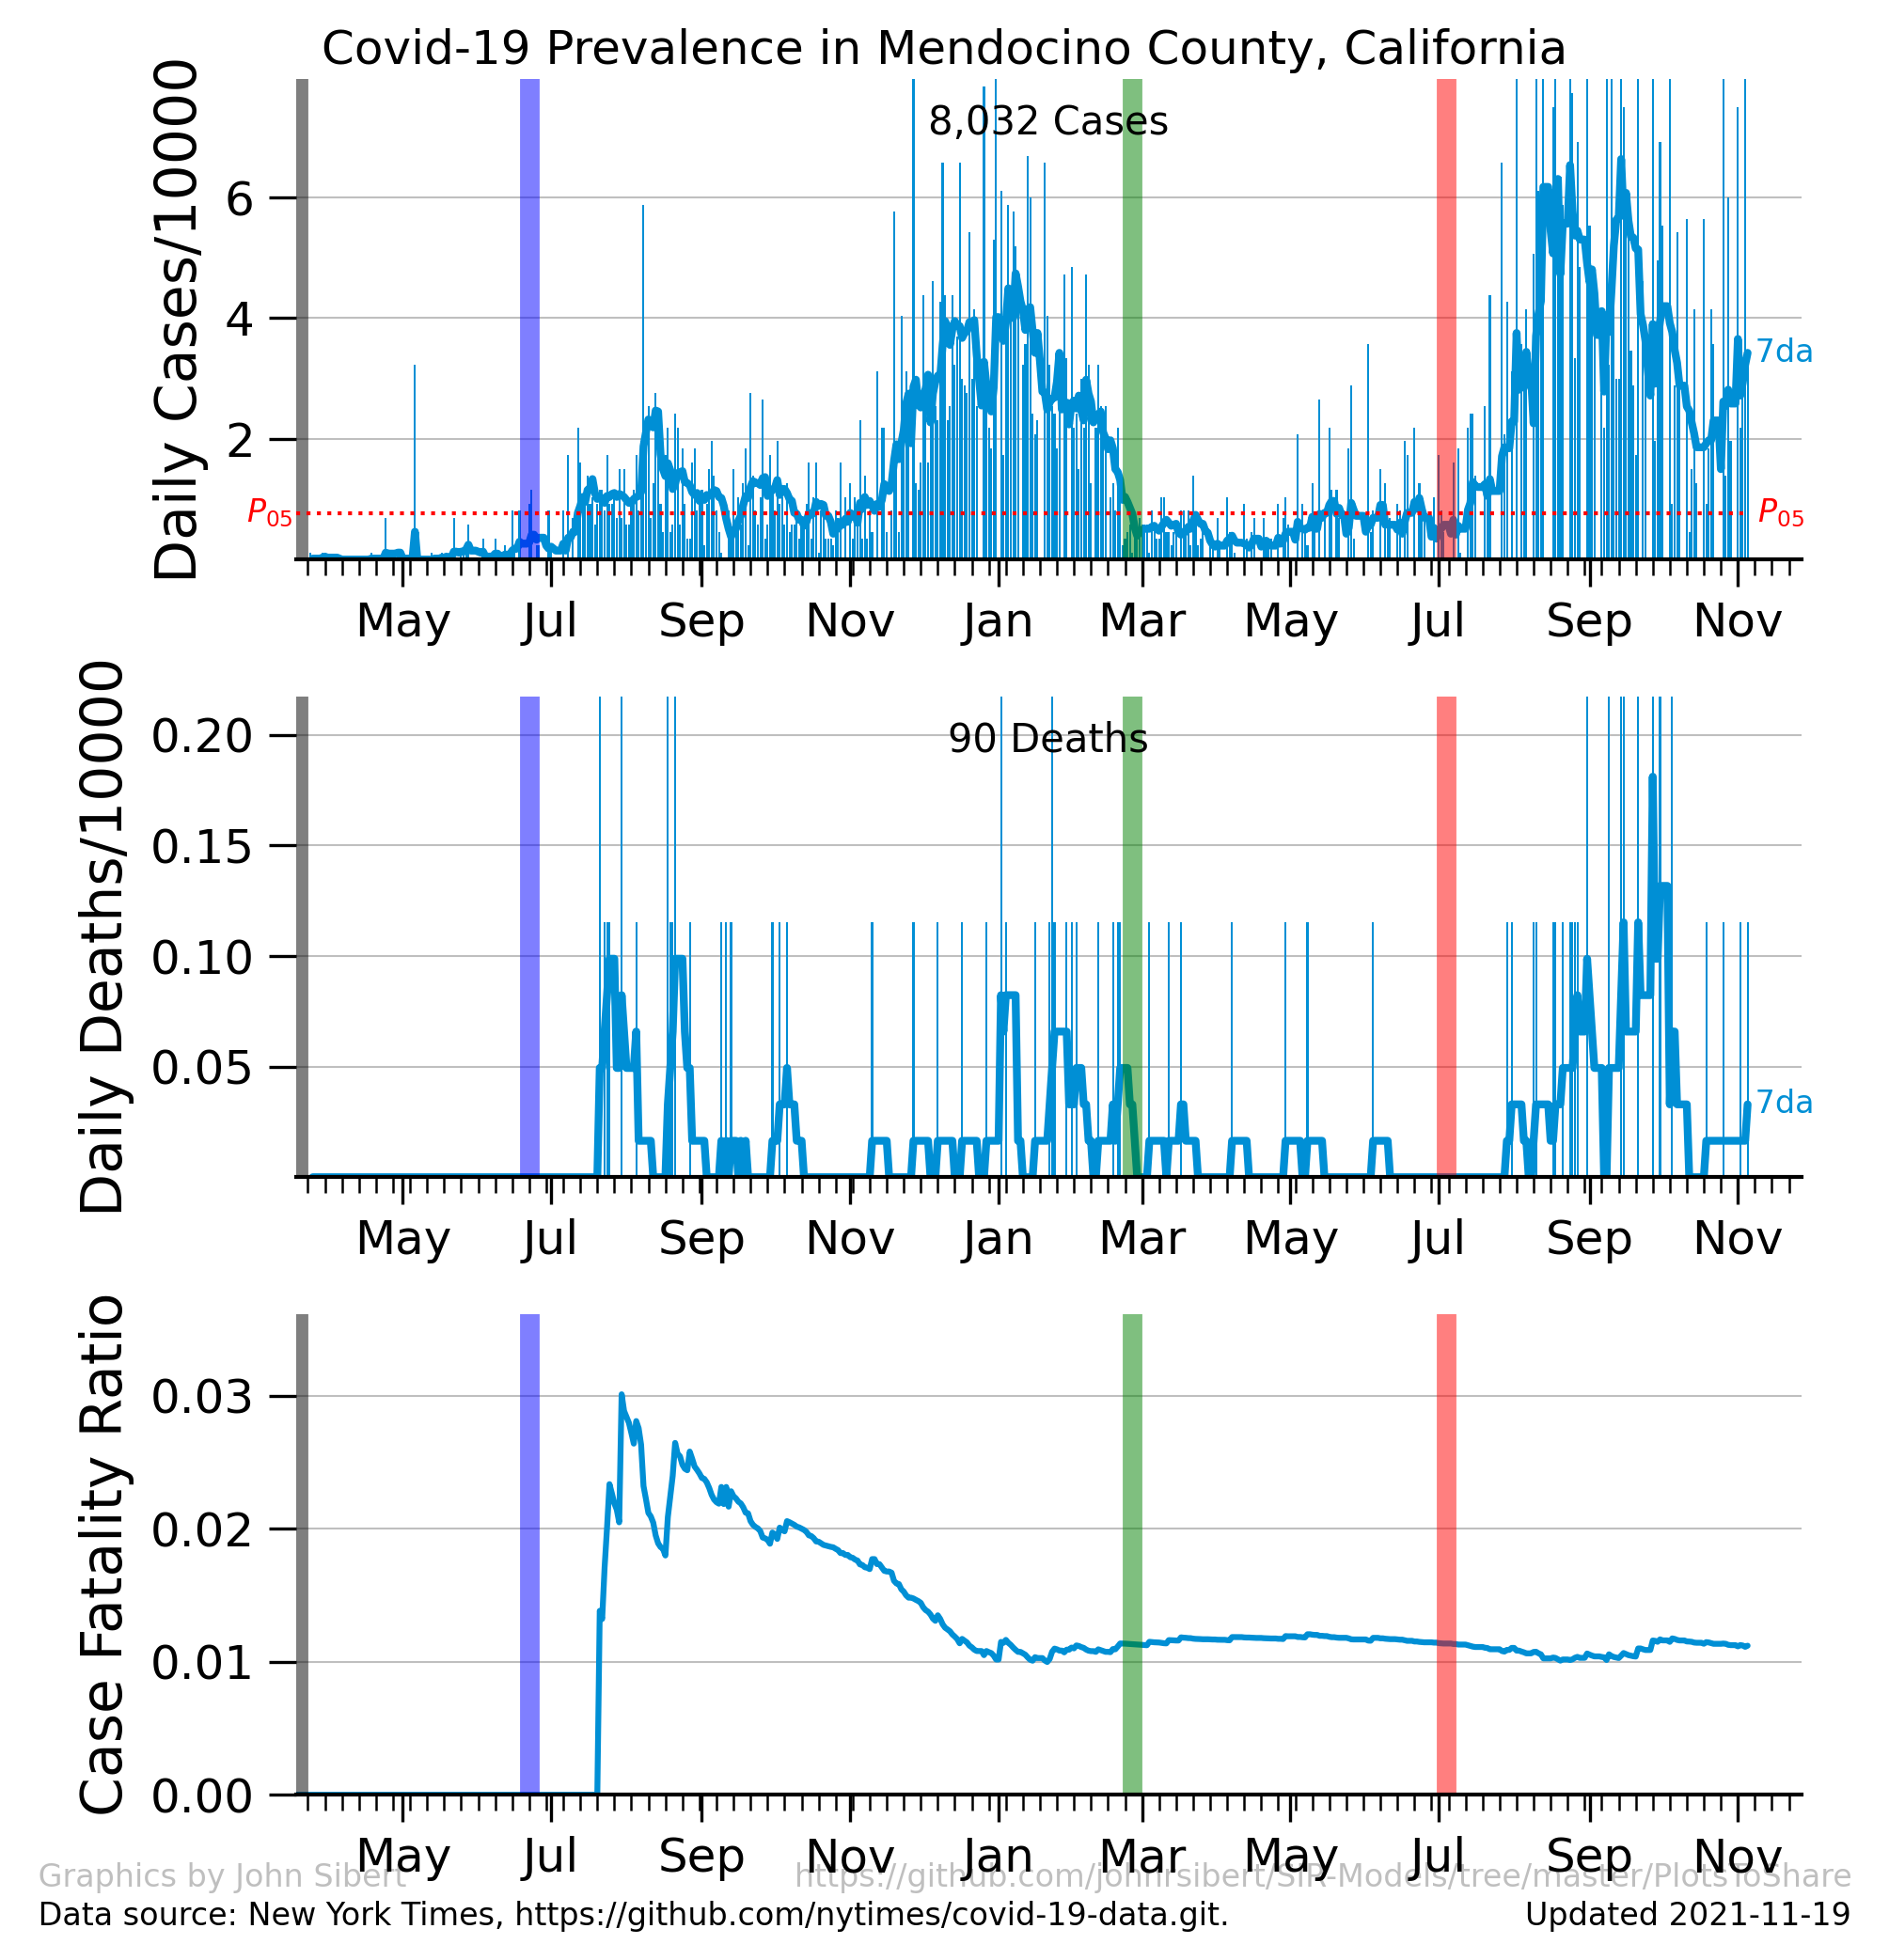 Covid-19 Prevalence in Mendocino County, California
Daily Cases/10000
8,032 Cases
6
4
2
7da
P05
P05
May Jul Sep Nov Jan Mar May Jul Sep Nov
Daily Deaths/10000
90 Deaths
0.20
0.15
0.10
0.05
7da
May Jul Sep Nov Jan Mar May Jul Sep Nov
Case Fatality Ratio
0.03
0.02
0.01
0.00
May Jul Sep Nov Jan Mar May Jul Sep Nov
Graphics by John Sibert https://github.com/johnrsibert/SIR-Models/tree/master/PlotsToShare
Data source: New York Times, https://github.com/nytimes/covid-19-data.git. Updated 2021-11-19